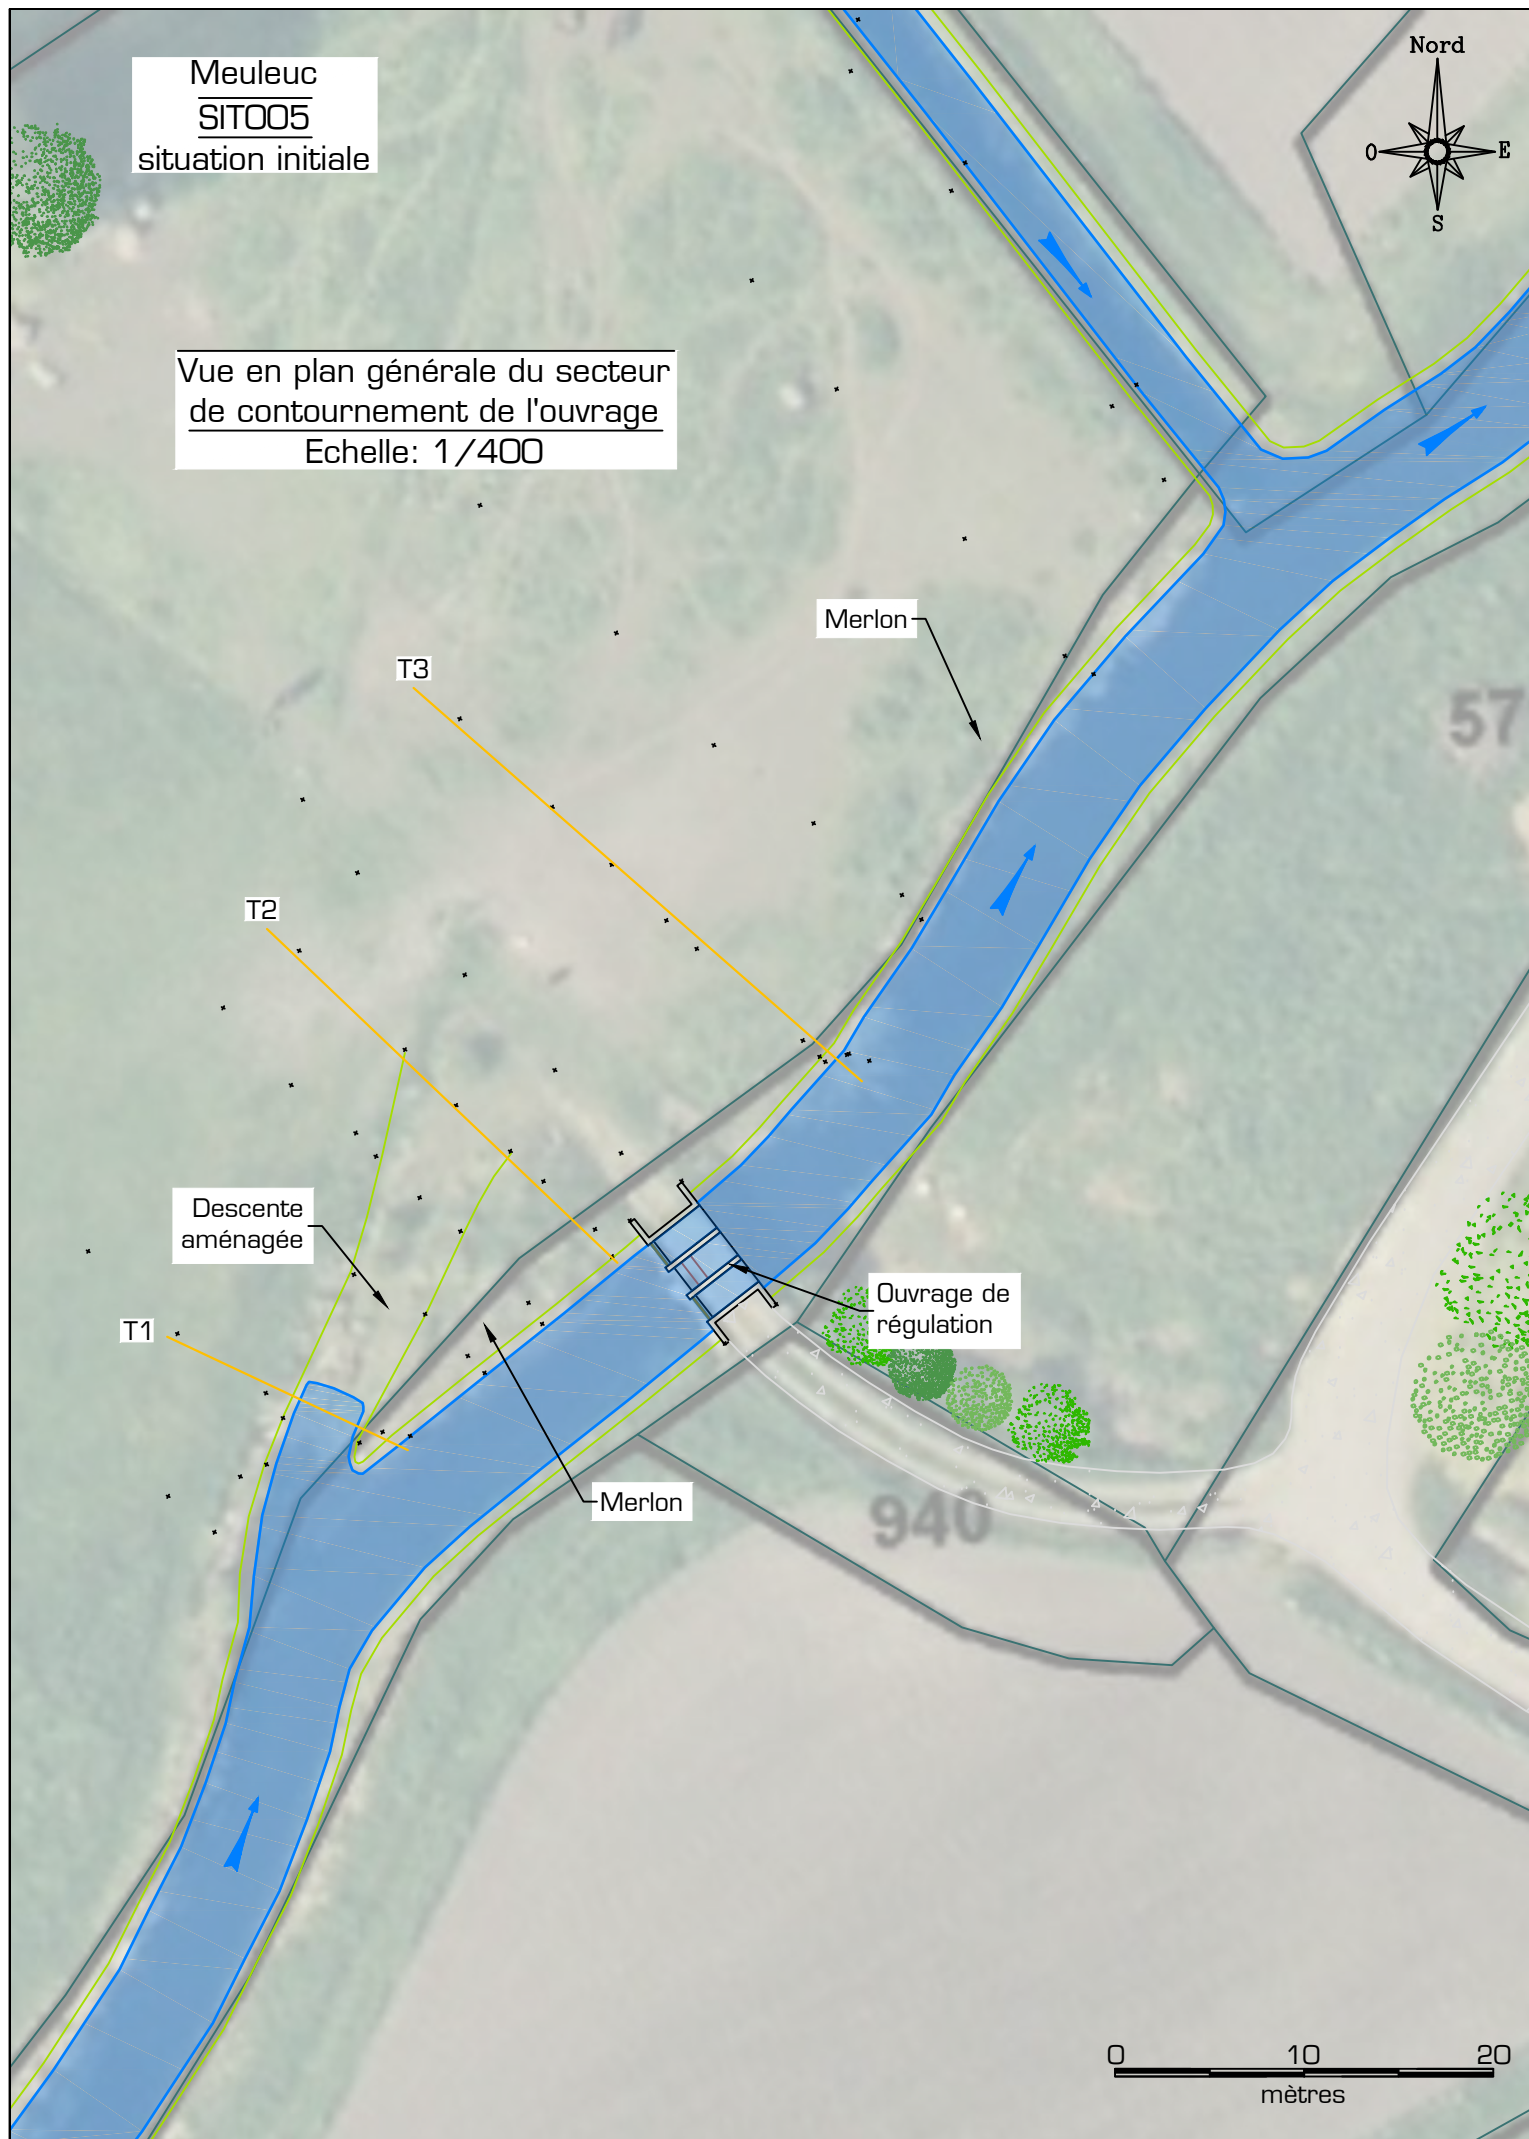 Meuleuc
SIT005
situation initiale
Nord
O
E
S
Vue en plan générale du secteur
de contournement de l'ouvrage
Echelle: 1/400
Merlon
T3
57
T2
Descente
aménagée
Ouvrage de
régulation
T1
Merlon
940
0 10 20
mètres